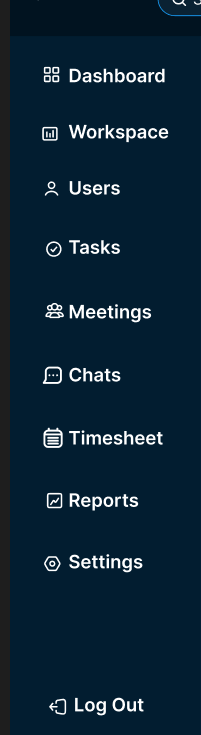 Dashboard
Workspace
Users
Tasks
Meetings
Chats
Timesheet
Reports
Settings
Log Out